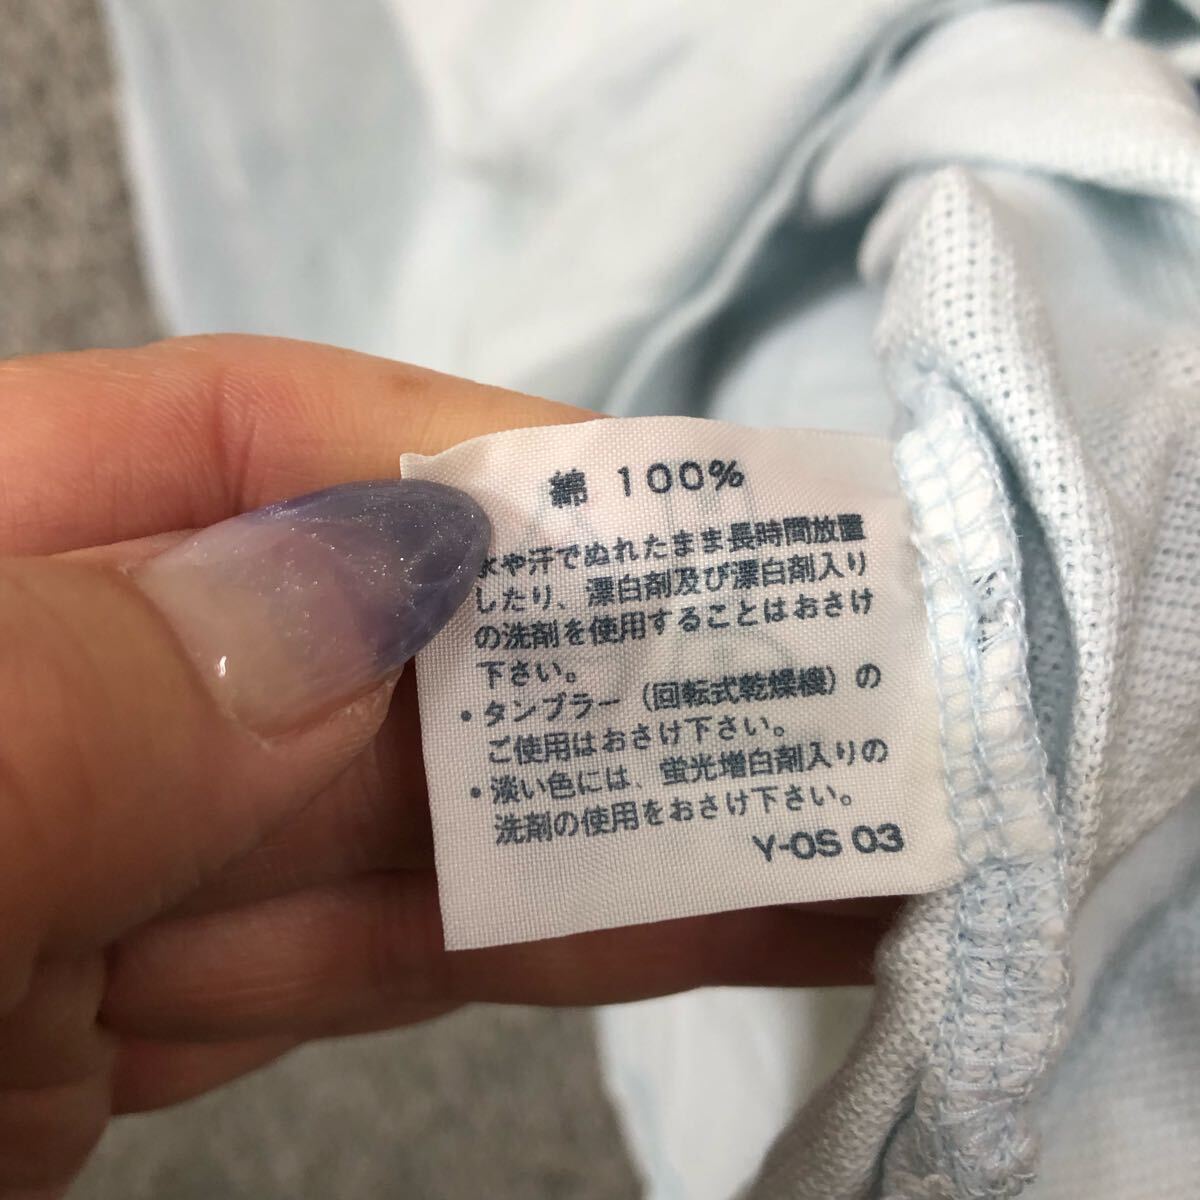 綿 100%
水や汗でぬれたまま長時間放置
したり、漂白剤及び漂白剤入り
の洗剤を使用することはおさけ
下さい。
・タンブラー（回転式乾燥機）の
ご使用はおさけ下さい。
・淡い色には、蛍光増白剤入りの
洗剤の使用をおさけ下さい。
Y-OS 03